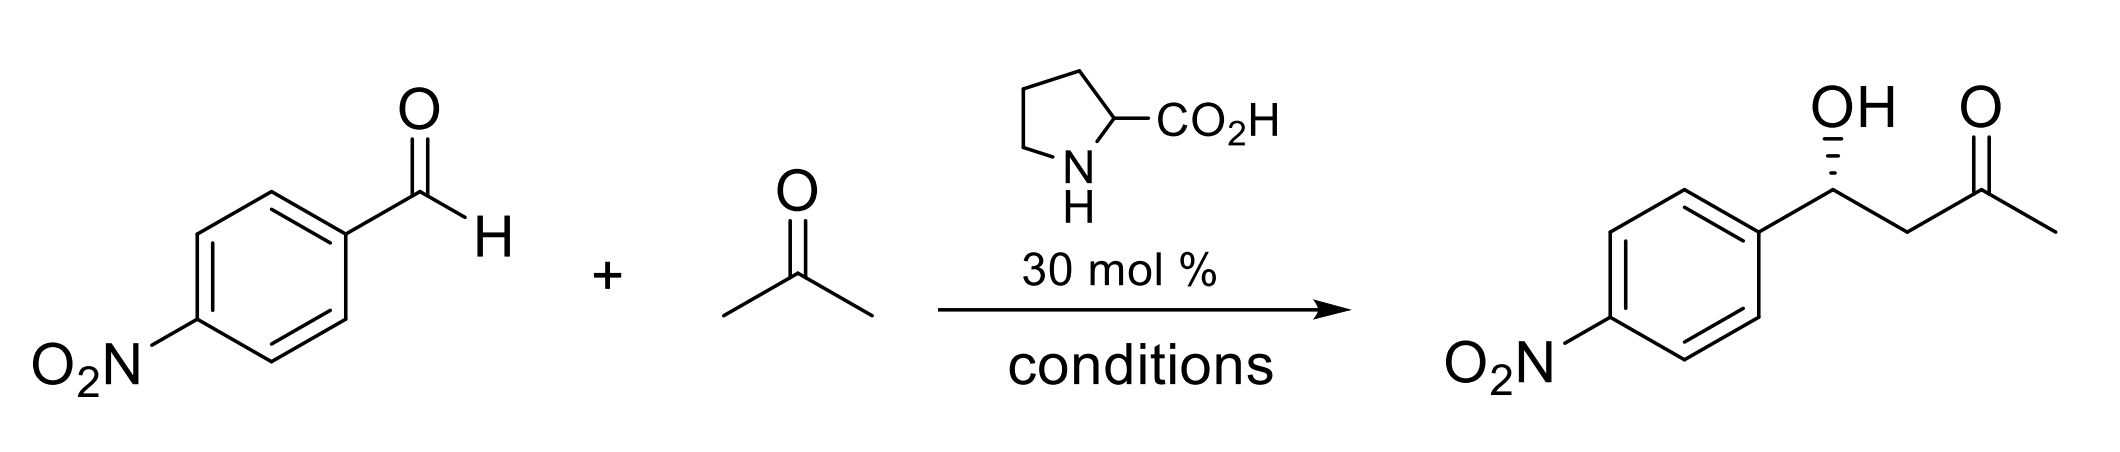 O
H
O₂N
+
O
CO₂H
N
H
30 mol %
conditions
OH
O
O₂N